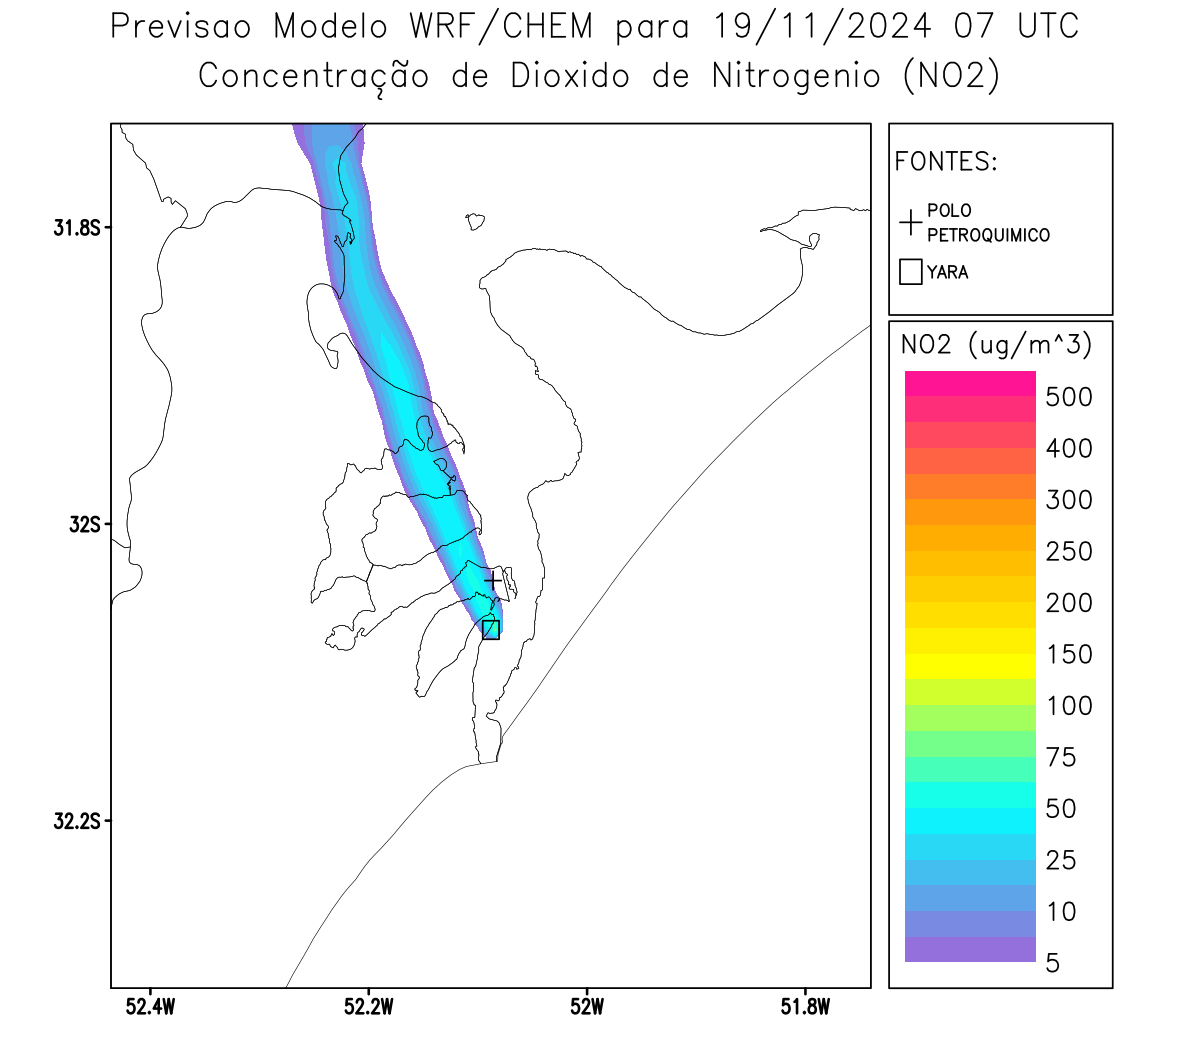 Previsao Modelo WRF/CHEM para 19/11/2024 07 UTC
Concentração de Dioxido de Nitrogenio (NO2)
FONTES:
POLO
PETROQUIMICO
YARA
31.8S
32S
32.2S
52.4W
52.2W
52W
51.8W
NO2 (ug/m^3)
500
400
300
250
200
150
100
75
50
25
10
5